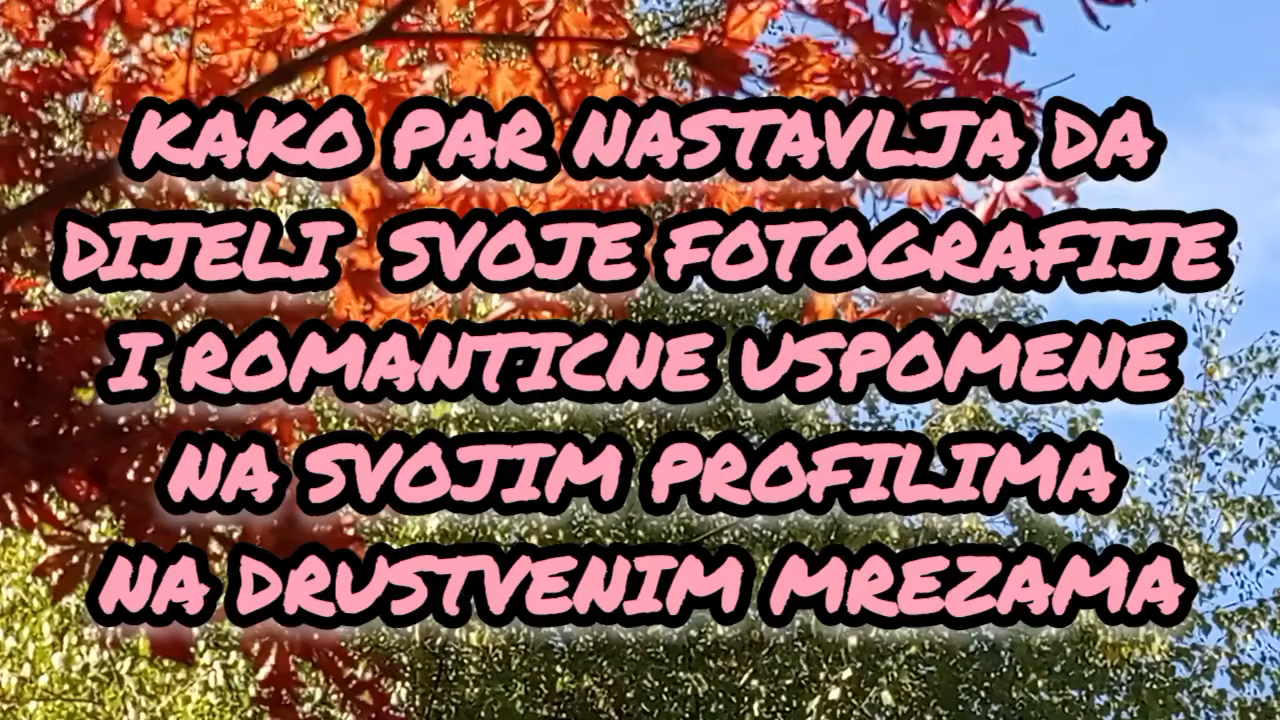 KAKO PAR NASTAVLJA DA
DIJELI SVOJE FOTOGRAFIJE
I ROMANTICNE USPOMENE
NA SVOJIM PROFILIMA
NA DRUSTVENIM MREZAMA